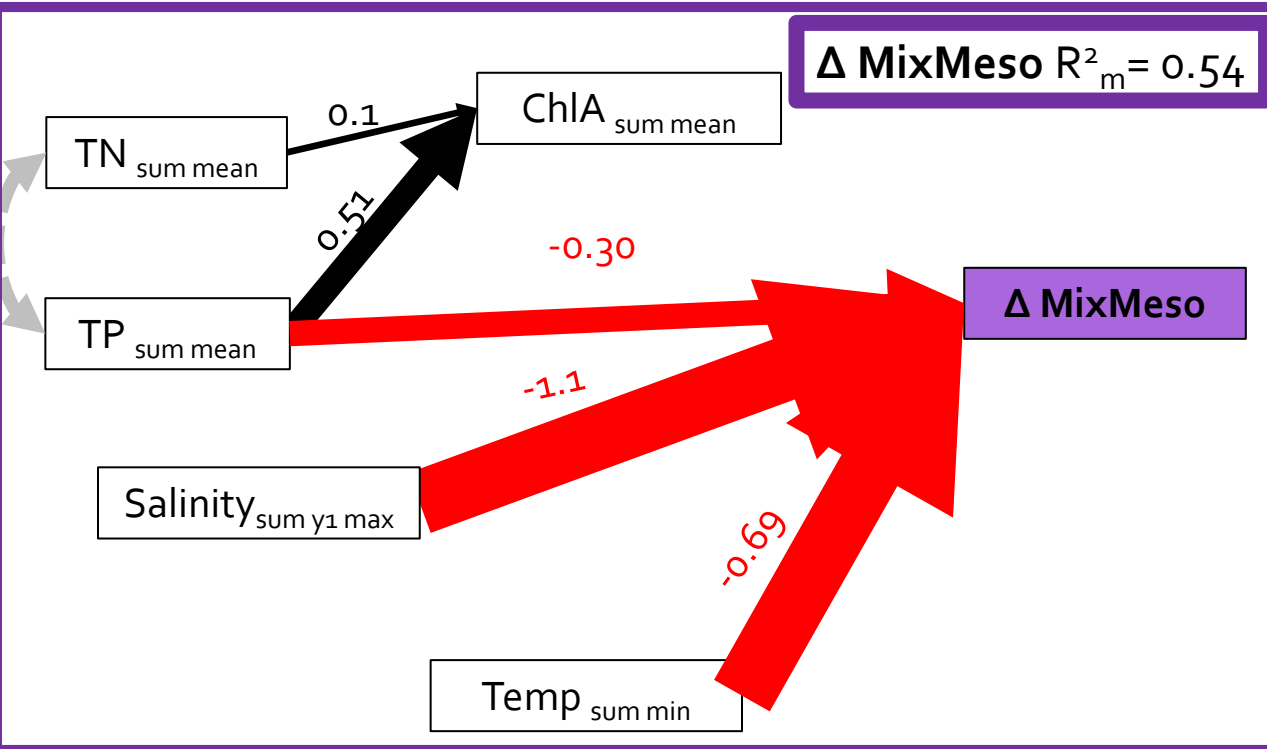 Δ MixMeso R²m= 0.54
ChlA sum mean
0.1
TN sum mean
0.51
-0.30
Δ MixMeso
TP sum mean
-1.1
Salinity sum y1 max
-0.69
Temp sum min